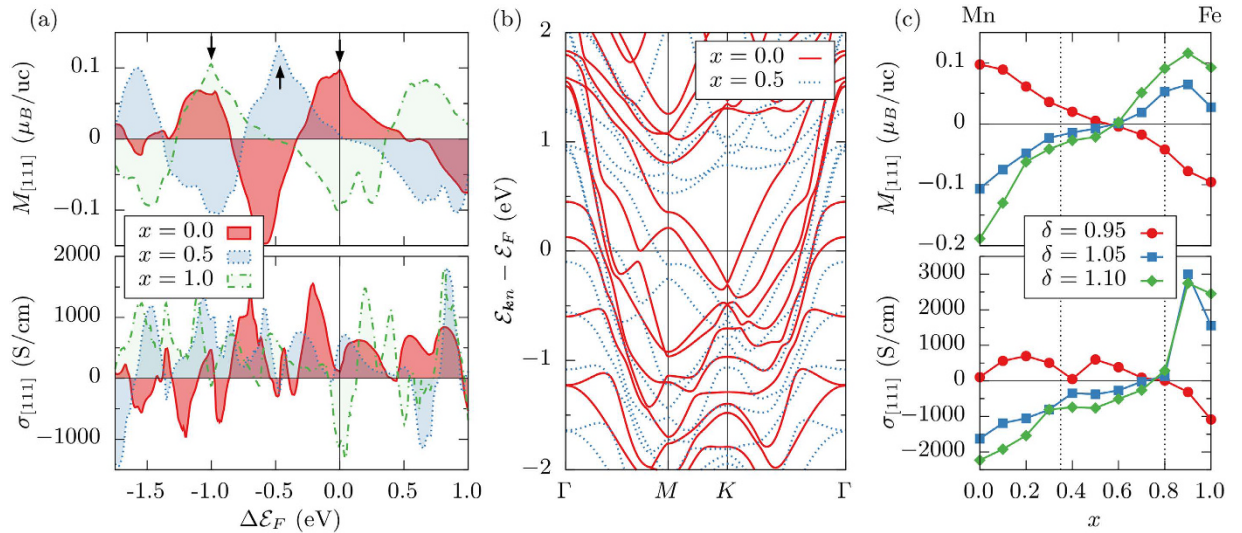 (a)
0.1
0
−0.1
M[111] (μB/uc)
x = 0.0
x = 0.5
x = 1.0
2000
1000
0
−1000
σ[111] (S/cm)
-1.5 -1.0 -0.5 0.0 0.5 1.0
ΔℰF (eV)
(b)
2
1
0
−1
−2
ℰkn − ℰF (eV)
x = 0.0
x = 0.5
Γ M K Γ
(c)
Mn Fe
0.1
0
−0.1
−0.2
M[111] (μB/uc)
δ = 0.95
δ = 1.05
δ = 1.10
3000
2000
1000
0
−1000
−2000
σ[111] (S/cm)
0.0 0.2 0.4 0.6 0.8 1.0
x